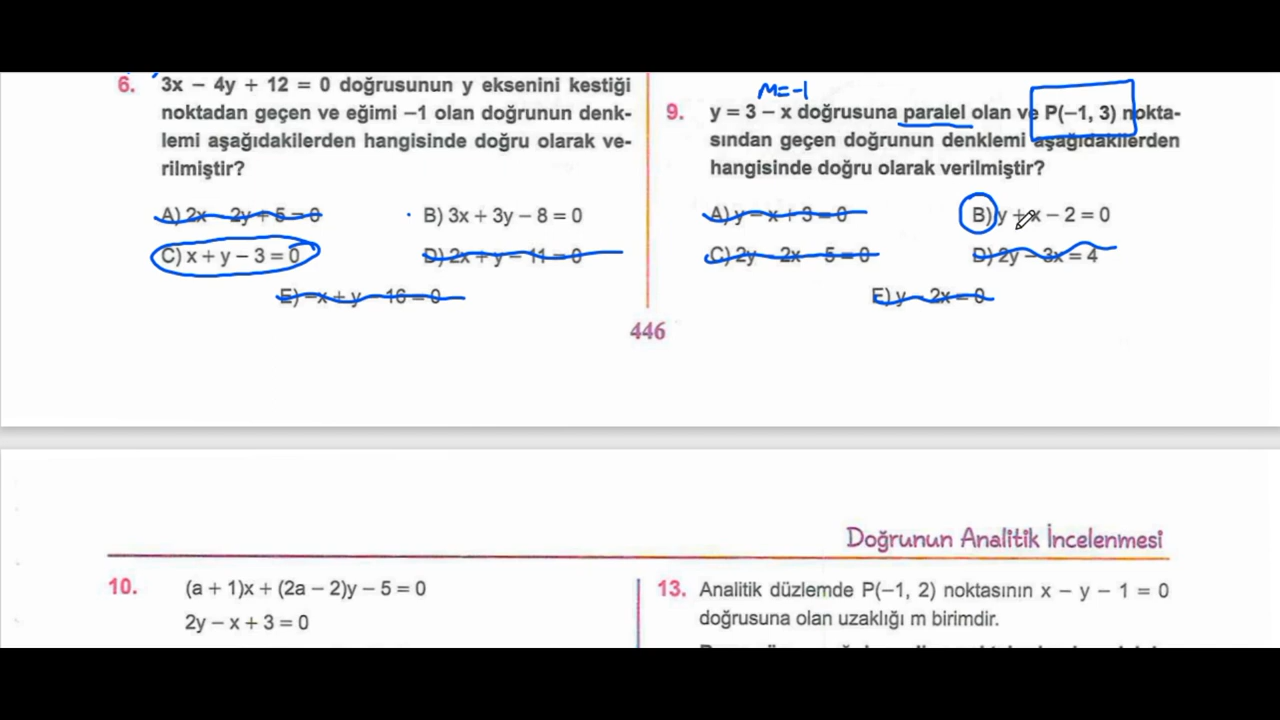 6. 3x − 4y + 12 = 0 doğrusunun y eksenini kestiği
noktadan geçen ve eğimi −1 olan doğrunun denk-
lemi aşağıdakilerden hangisinde doğru olarak ve-
rilmiştir?
A) 2x − 2y + 5 = 0 B) 3x + 3y − 8 = 0
C) x + y − 3 = 0 D) 2x + y − 11 = 0
E) −x + y − 16 = 0
m=-1
9. y = 3 − x doğrusuna paralel olan ve P(−1, 3) nokta-
sından geçen doğrunun denklemi aşağıdakilerden
hangisinde doğru olarak verilmiştir?
A) y − x + 3 = 0 B) y + x − 2 = 0
C) 2y − 2x − 5 = 0 D) 2y − 3x = 4
E) y − 2x = 0
446
Doğrunun Analitik İncelenmesi
10. (a + 1)x + (2a − 2)y − 5 = 0
2y − x + 3 = 0
13. Analitik düzlemde P(−1, 2) noktasının x − y − 1 = 0
doğrusuna olan uzaklığı m birimdir.